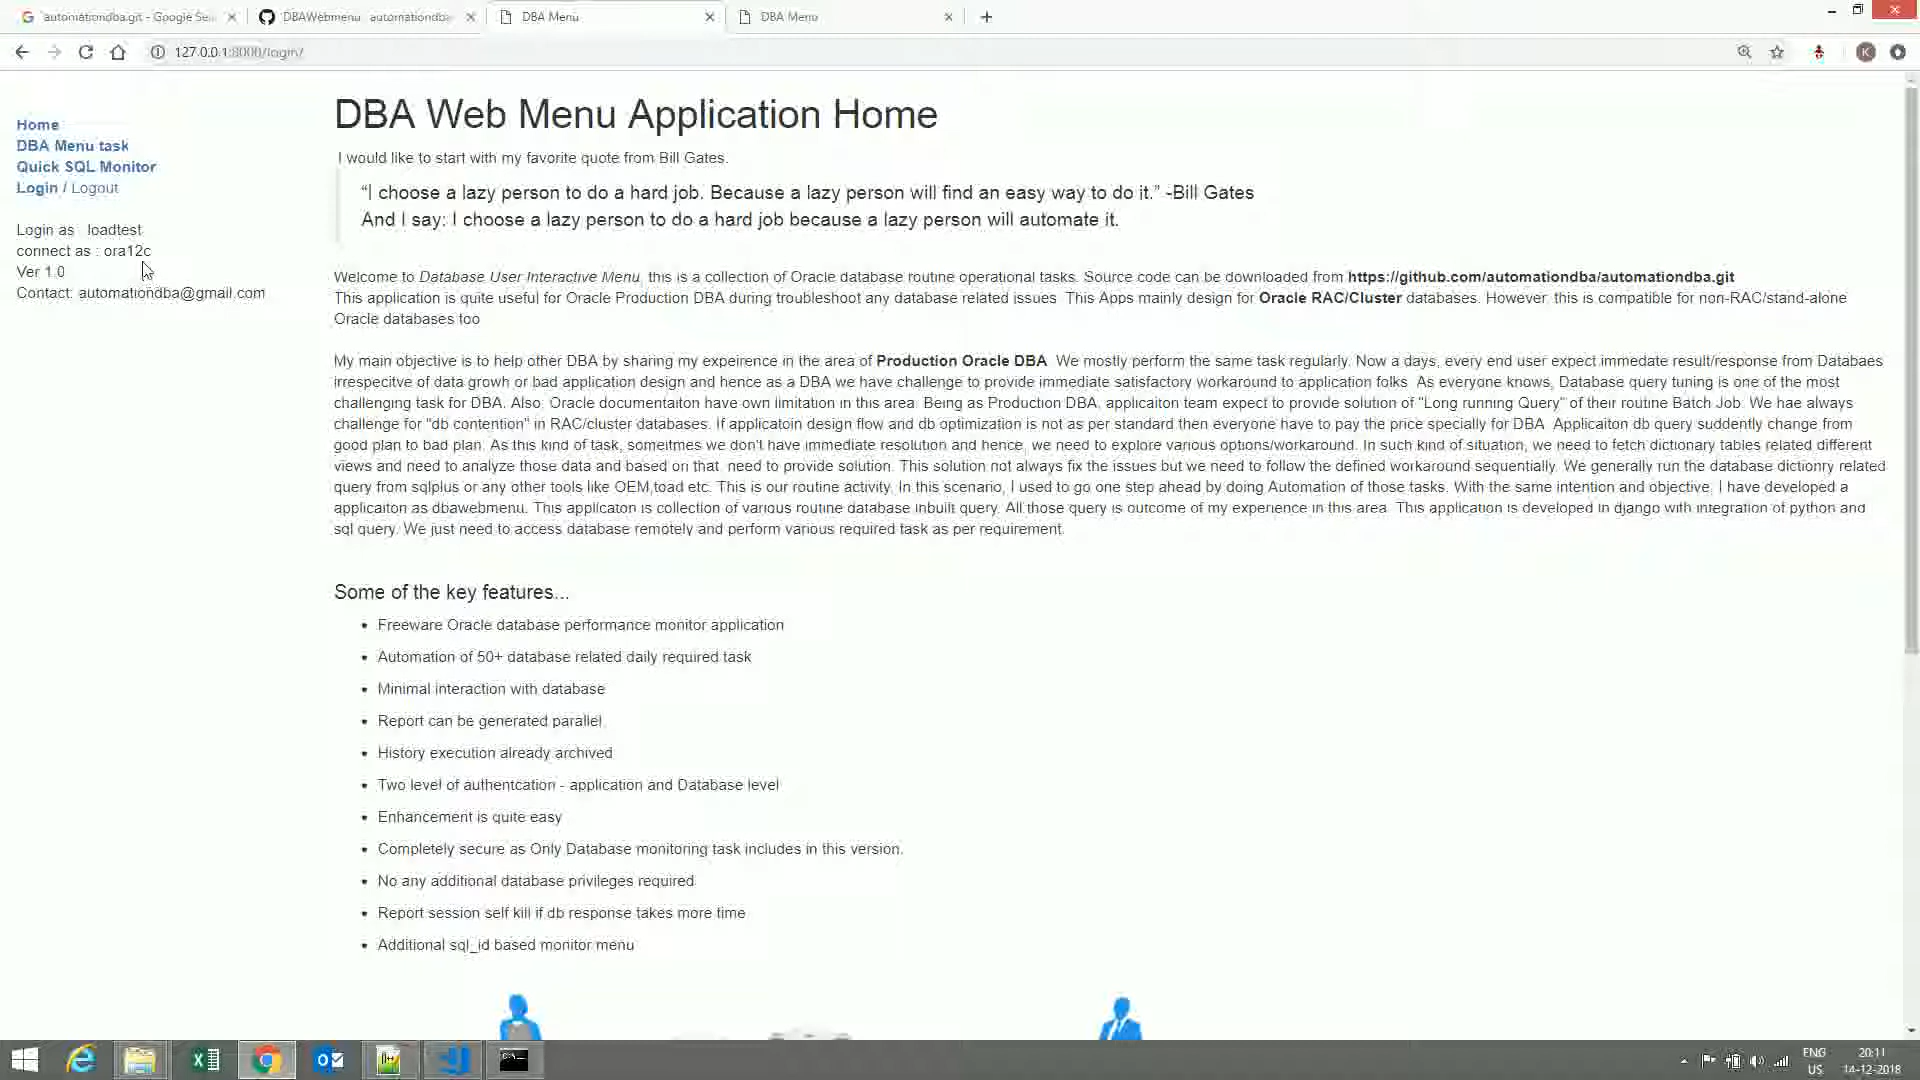 automationdba.git - Google Sea
DBAWebmenu automationdba
DBA Menu
DBA Menu
127.0.0.1:8000/login/
K
Home
DBA Menu task
Quick SQL Monitor
Login / Logout
Login as : loadtest
connect as : ora12c
Ver 1.0
Contact: automationdba@gmail.com
DBA Web Menu Application Home
I would like to start with my favorite quote from Bill Gates.
“I choose a lazy person to do a hard job. Because a lazy person will find an easy way to do it.” -Bill Gates
And I say: I choose a lazy person to do a hard job because a lazy person will automate it.
Welcome to Database User Interactive Menu, this is a collection of Oracle database routine operational tasks. Source code can be downloaded from https://github.com/automationdba/automationdba.git
This application is quite useful for Oracle Production DBA during troubleshoot any database related issues. This Apps mainly design for Oracle RAC/Cluster databases. However, this is compatible for non-RAC/stand-alone
Oracle databases too
My main objective is to help other DBA by sharing my expeirence in the area of Production Oracle DBA. We mostly perform the same task regularly. Now a days, every end user expect immedate result/response from Databaes
irrespecitve of data growh or bad application design and hence as a DBA we have challenge to provide immediate satisfactory workaround to application folks. As everyone knows, Database query tuning is one of the most
challenging task for DBA. Also, Oracle documentaiton have own limitation in this area. Being as Production DBA, applicaiton team expect to provide solution of "Long running Query" of their routine Batch Job. We hae always
challenge for "db contention" in RAC/cluster databases. If applicatoin design flow and db optimization is not as per standard then everyone have to pay the price specially for DBA. Applicaiton db query suddently change from
good plan to bad plan. As this kind of task, someitmes we don't have immediate resolution and hence, we need to explore various options/workaround. In such kind of situation, we need to fetch dictionary tables related different
views and need to analyze those data and based on that, need to provide solution. This solution not always fix the issues but we need to follow the defined workaround sequentially. We generally run the database dictionry related
query from sqlplus or any other tools like OEM,toad etc. This is our routine activity. In this scenario, I used to go one step ahead by doing Automation of those tasks. With the same intention and objective, I have developed a
applicaiton as dbawebmenu. This applicaton is collection of various routine database inbuilt query. All those query is outcome of my experience in this area. This application is developed in django with integration of python and
sql query. We just need to access database remotely and perform various required task as per requirement.
Some of the key features...
• Freeware Oracle database performance monitor application
• Automation of 50+ database related daily required task
• Minimal interaction with database
• Report can be generated parallel
• History execution already archived
• Two level of authentcation - application and Database level
• Enhancement is quite easy
• Completely secure as Only Database monitoring task includes in this version.
• No any additional database privileges required
• Report session self kill if db response takes more time
• Additional sql_id based monitor menu
ENG
US
20:11
14-12-2018